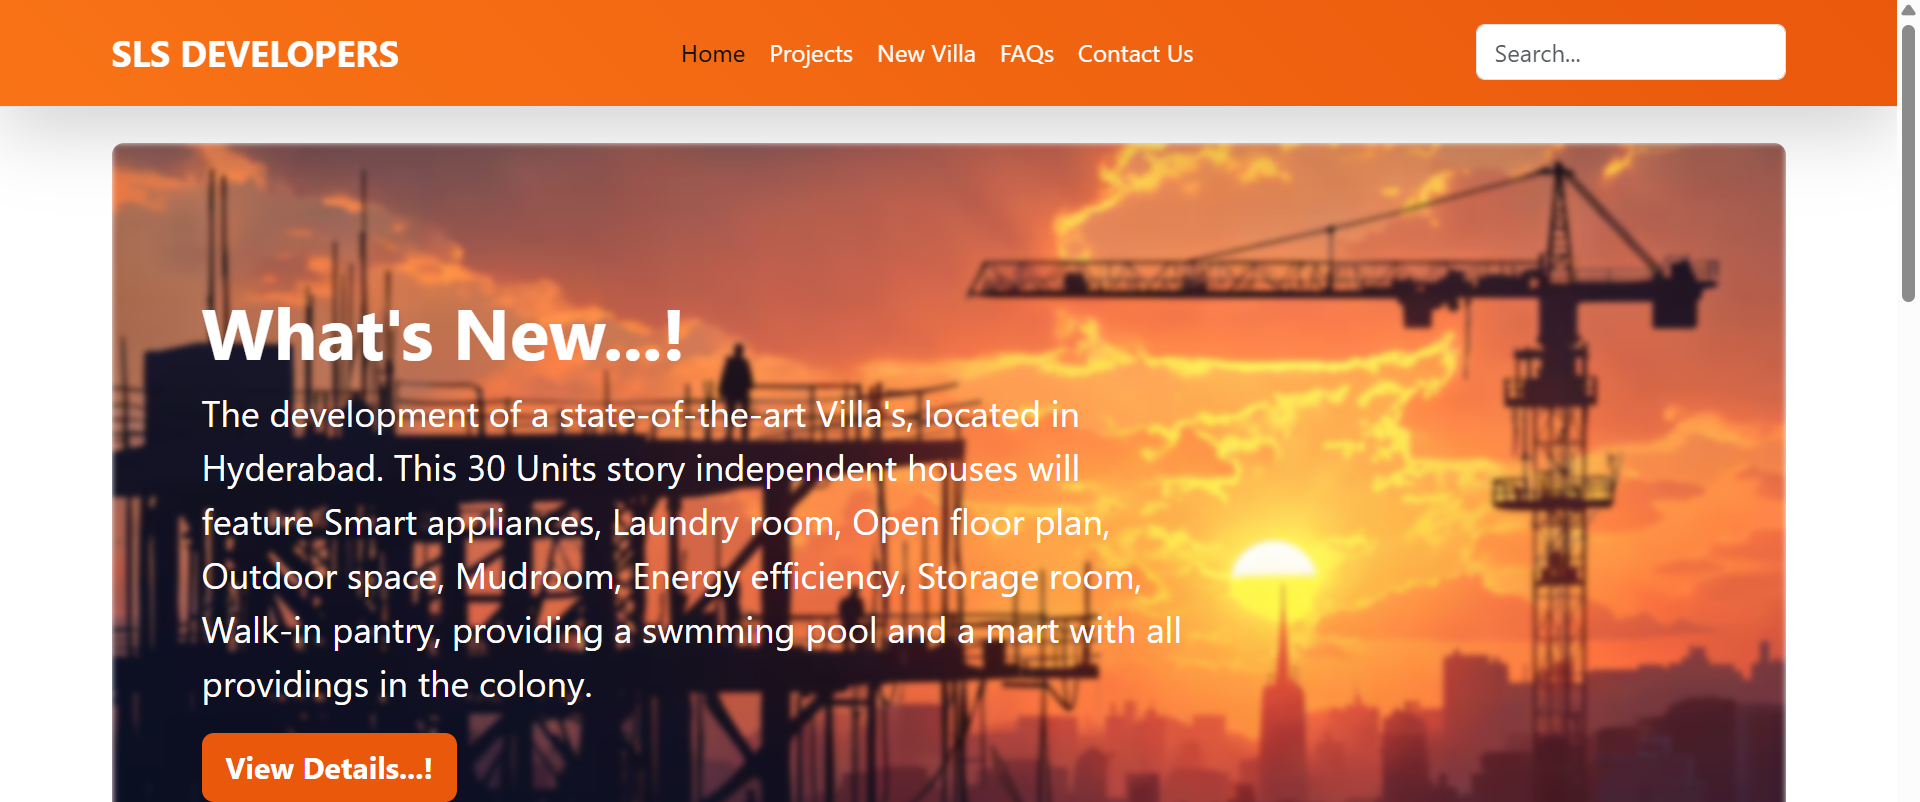 SLS DEVELOPERS
Home Projects New Villa FAQs Contact Us
Search...
What's New...!
The development of a state-of-the-art Villa's, located in
Hyderabad. This 30 Units story independent houses will
feature Smart appliances, Laundry room, Open floor plan,
Outdoor space, Mudroom, Energy efficiency, Storage room,
Walk-in pantry, providing a swmming pool and a mart with all
providings in the colony.
View Details...!